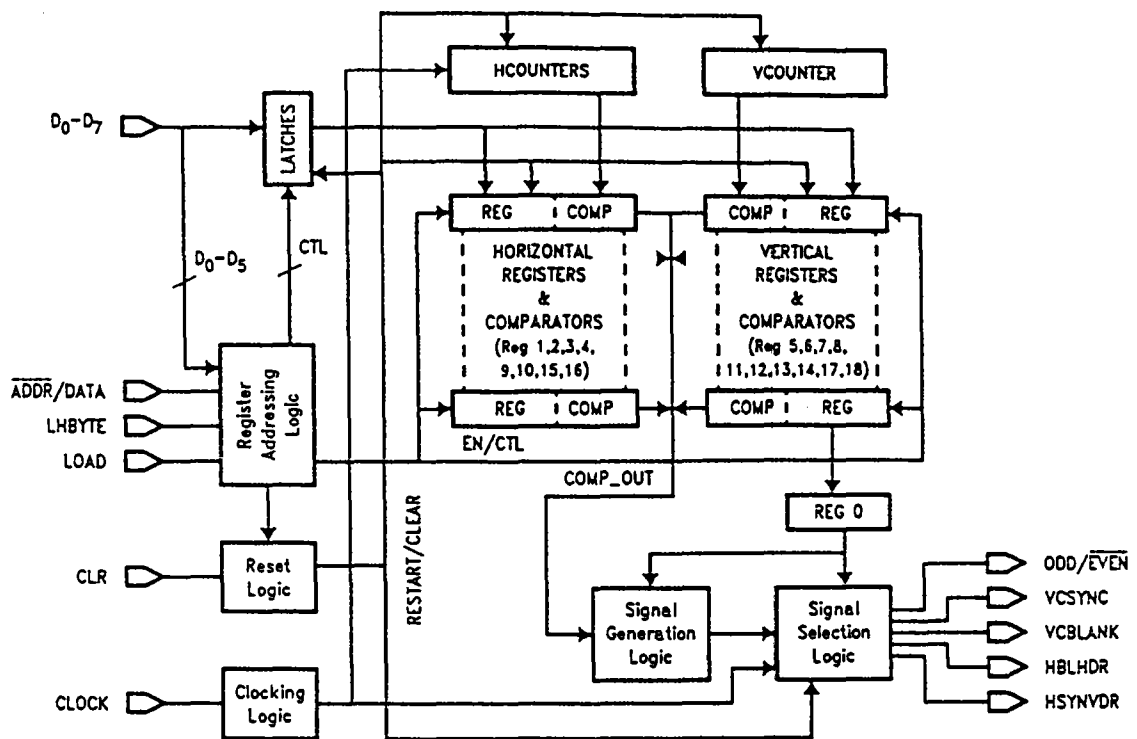 HCOUNTERS
VCOUNTER
D0-D7
LATCHES
REG
COMP
COMP
REG
D0-D5
CTL
HORIZONTAL
REGISTERS
&
COMPARATORS
(Reg 1,2,3,4,
9,10,15,16)
VERTICAL
REGISTERS
&
COMPARATORS
(Reg 5,6,7,8,
11,12,13,14,17,18)
ADDR/DATA
LHBYTE
LOAD
Register
Addressing
Logic
REG
COMP
COMP
REG
EN/CTL
COMP_OUT
REG 0
RESTART/CLEAR
CLR
Reset
Logic
Signal
Generation
Logic
Signal
Selection
Logic
ODD/EVEN
VCSYNC
VCBLANK
HBLHDR
HSYNVDR
CLOCK
Clocking
Logic